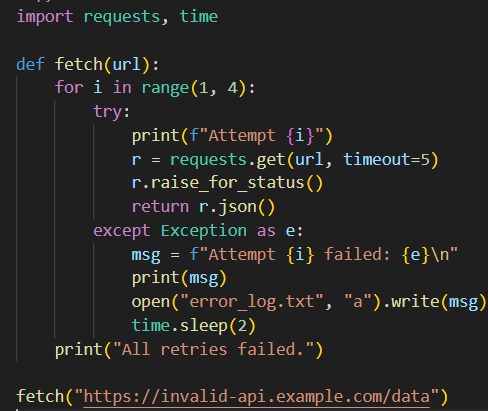 import requests, time

def fetch(url):
    for i in range(1, 4):
        try:
            print(f"Attempt {i}")
            r = requests.get(url, timeout=5)
            r.raise_for_status()
            return r.json()
        except Exception as e:
            msg = f"Attempt {i} failed: {e}\n"
            print(msg)
            open("error_log.txt", "a").write(msg)
            time.sleep(2)
    print("All retries failed.")

fetch("https://invalid-api.example.com/data")